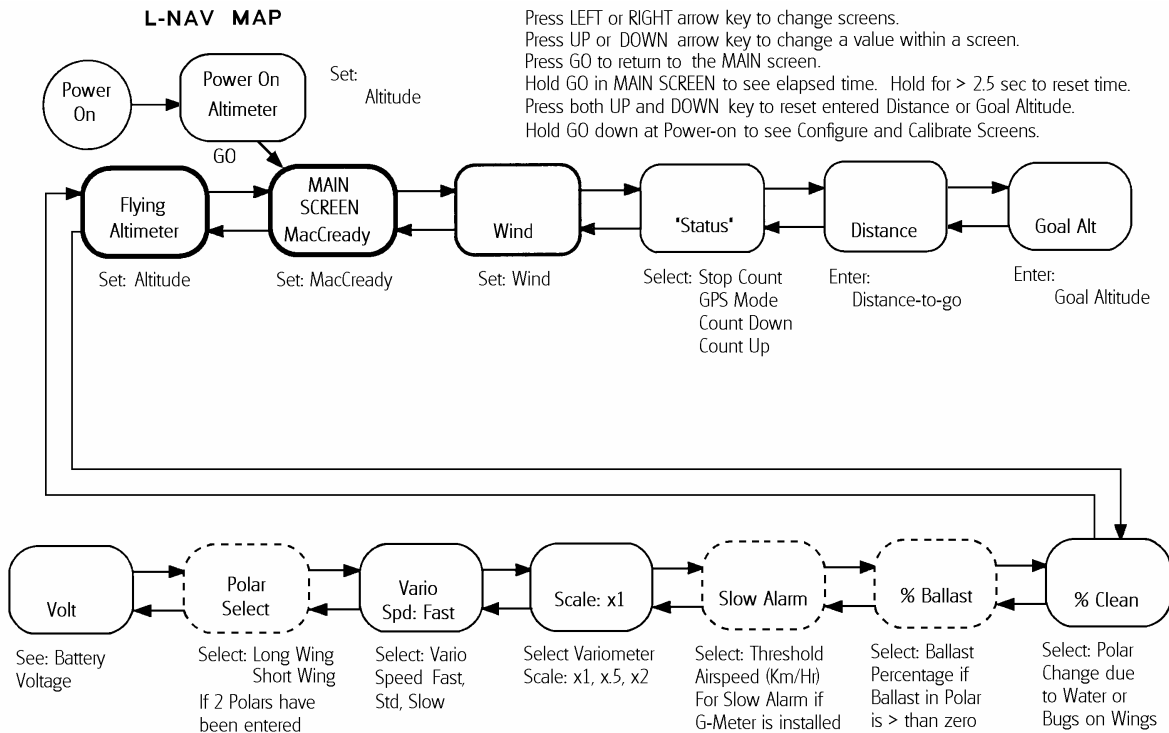 L-NAV MAP
Press LEFT or RIGHT arrow key to change screens.
Press UP or DOWN arrow key to change a value within a screen.
Press GO to return to the MAIN screen.
Hold GO in MAIN SCREEN to see elapsed time. Hold for > 2.5 sec to reset time.
Press both UP and DOWN key to reset entered Distance or Goal Altitude.
Hold GO down at Power-on to see Configure and Calibrate Screens.
Power
On
Power On
Altimeter
Set:
Altitude
GO
Flying
Altimeter
MAIN
SCREEN
MacCready
Wind
"Status"
Distance
Goal Alt
Set: Altitude
Set: MacCready
Set: Wind
Select: Stop Count
GPS Mode
Count Down
Count Up
Enter:
Distance-to-go
Enter:
Goal Altitude
Volt
Polar
Select
Vario
Spd: Fast
Scale: x1
Slow Alarm
% Ballast
% Clean
See: Battery
Voltage
Select: Long Wing
Short Wing
If 2 Polars have
been entered
Select: Vario
Speed Fast,
Std, Slow
Select Variometer
Scale: x1, x.5, x2
Select: Threshold
Airspeed (Km/Hr)
For Slow Alarm if
G-Meter is installed
Select: Ballast
Percentage if
Ballast in Polar
is > than zero
Select: Polar
Change due
to Water or
Bugs on Wings